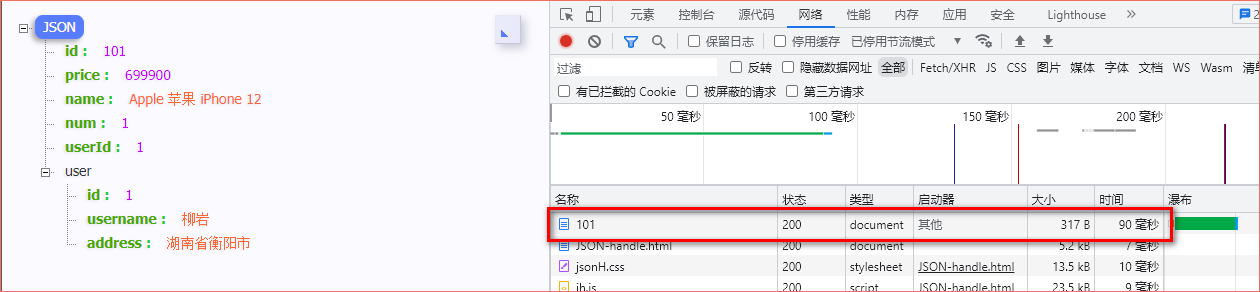 JSON
id : 101
price : 699900
name : Apple 苹果 iPhone 12
num : 1
userId : 1
user
id : 1
username : 柳岩
address : 湖南省衡阳市
元素 控制台 源代码 网络 性能 内存 应用 安全 Lighthouse » 2
保留日志 停用缓存 已停用节流模式
过滤 反转 隐藏数据网址 全部 Fetch/XHR JS CSS 图片 媒体 字体 文档 WS Wasm 清单
有已拦截的 Cookie 被屏蔽的请求 第三方请求
50 毫秒 100 毫秒 150 毫秒 200 毫秒
名称 状态 类型 启动器 大小 时间 瀑布
101 200 document 其他 317 B 90 毫秒
JSON-handle.html 200 document 5.2 kB 7 毫秒
jsonH.css 200 stylesheet JSON-handle.html 13.5 kB 10 毫秒
jh.js 200 script JSON-handle.html 23.5 kB 9 毫秒